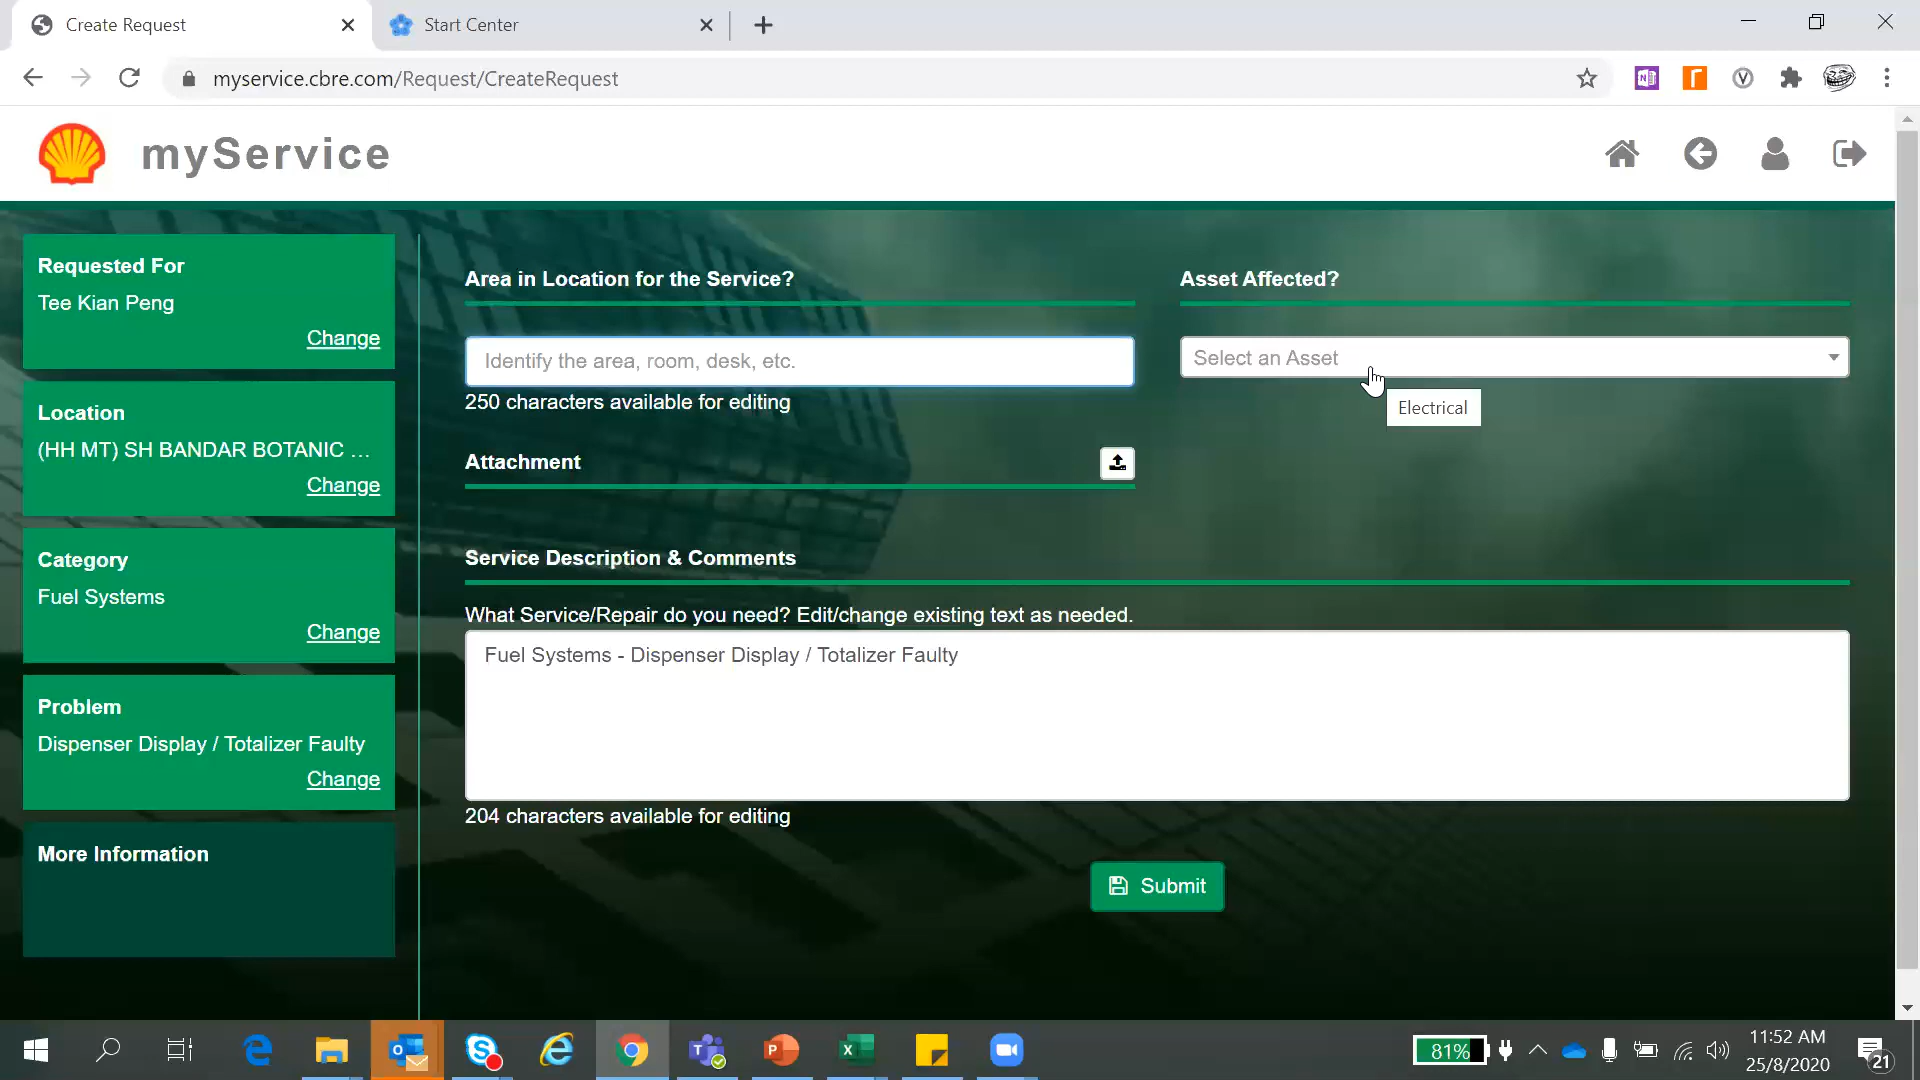 Create Request
Start Center
myservice.cbre.com/Request/CreateRequest
myService
Requested For
Tee Kian Peng
Change
Location
(HH MT) SH BANDAR BOTANIC ...
Change
Category
Fuel Systems
Change
Problem
Dispenser Display / Totalizer Faulty
Change
More Information
Area in Location for the Service?
Identify the area, room, desk, etc.
250 characters available for editing
Asset Affected?
Select an Asset
Electrical
Attachment
Service Description & Comments
What Service/Repair do you need? Edit/change existing text as needed.
Fuel Systems - Dispenser Display / Totalizer Faulty
204 characters available for editing
Submit
81%
11:52 AM
25/8/2020
21